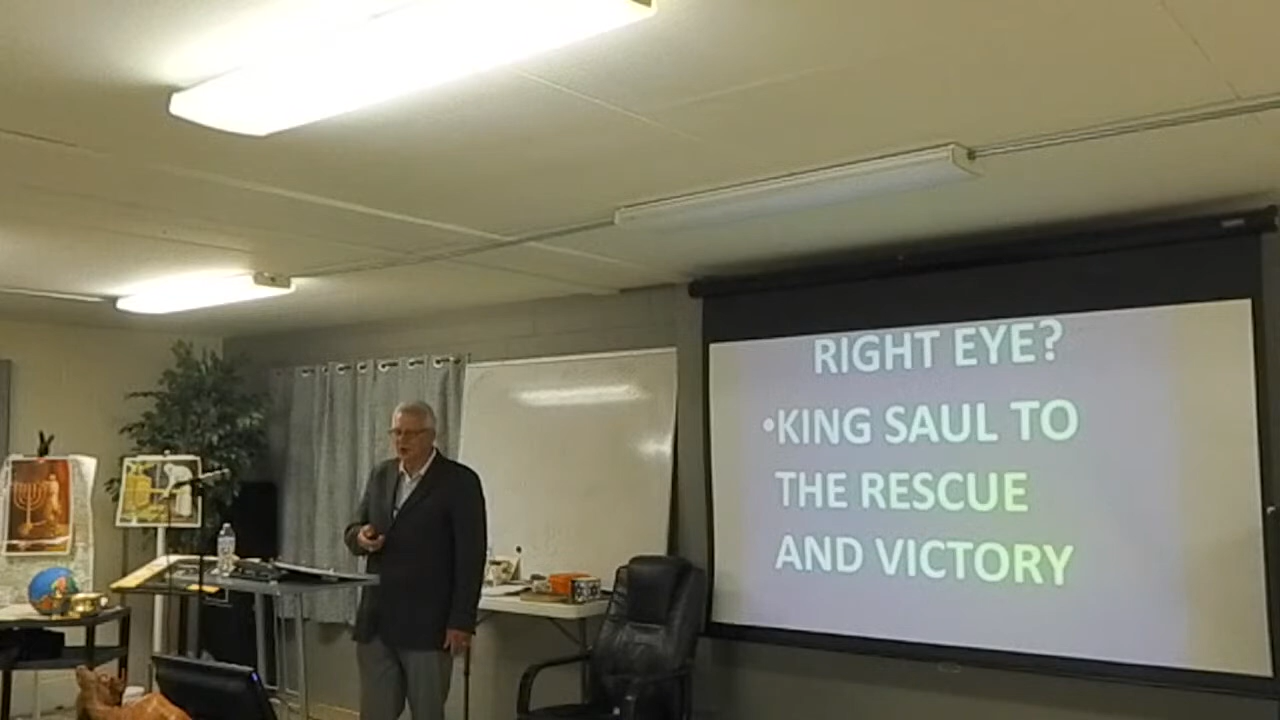 RIGHT EYE?
•KING SAUL TO
THE RESCUE
AND VICTORY